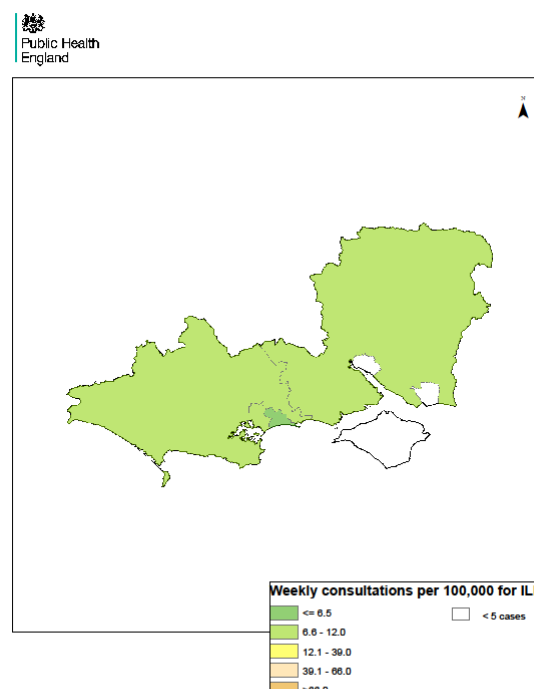 Public Health
England
N
Weekly consultations per 100,000 for IL
<= 6.5
< 5 cases
6.6 - 12.0
12.1 - 39.0
39.1 - 66.0